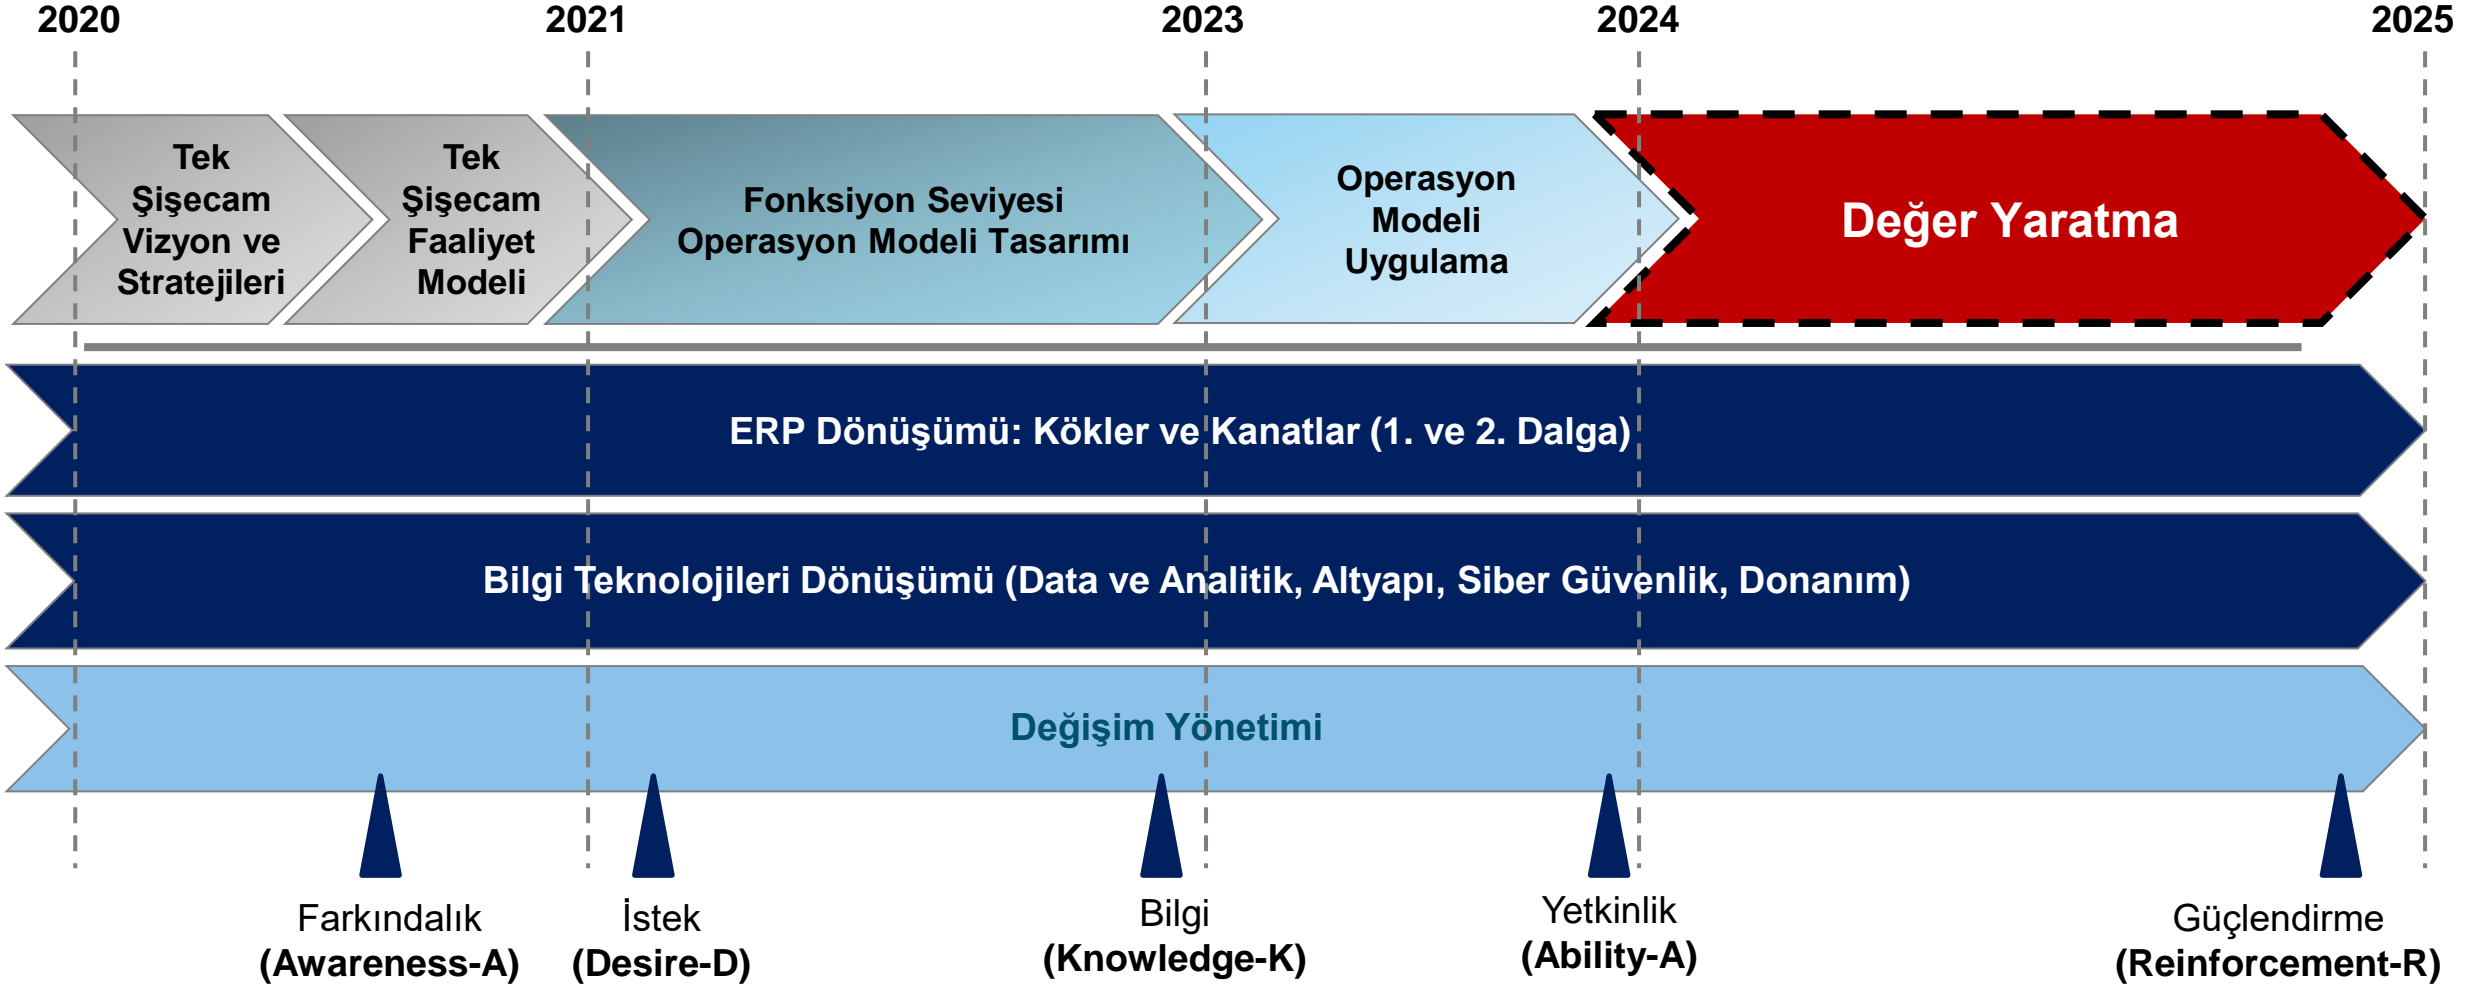 2020
2021
2023
2024
2025
Tek
Şişecam
Vizyon ve
Stratejileri
Tek
Şişecam
Faaliyet
Modeli
Fonksiyon Seviyesi
Operasyon Modeli Tasarımı
Operasyon
Modeli
Uygulama
Değer Yaratma
ERP Dönüşümü: Kökler ve Kanatlar (1. ve 2. Dalga)
Bilgi Teknolojileri Dönüşümü (Data ve Analitik, Altyapı, Siber Güvenlik, Donanım)
Değişim Yönetimi
Farkındalık
(Awareness-A)
İstek
(Desire-D)
Bilgi
(Knowledge-K)
Yetkinlik
(Ability-A)
Güçlendirme
(Reinforcement-R)